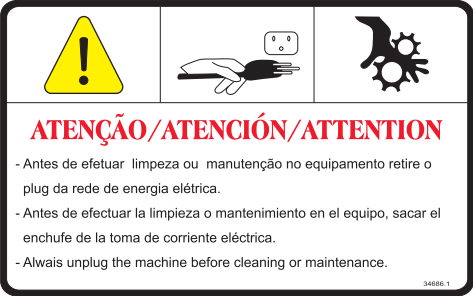 ATENÇÃO/ATENCIÓN/ATTENTION
- Antes de efetuar limpeza ou manutenção no equipamento retire o
plug da rede de energia elétrica.
- Antes de efectuar la limpieza o mantenimiento en el equipo, sacar el
enchufe de la toma de corriente eléctrica.
- Alwais unplug the machine before cleaning or maintenance.
34686.1